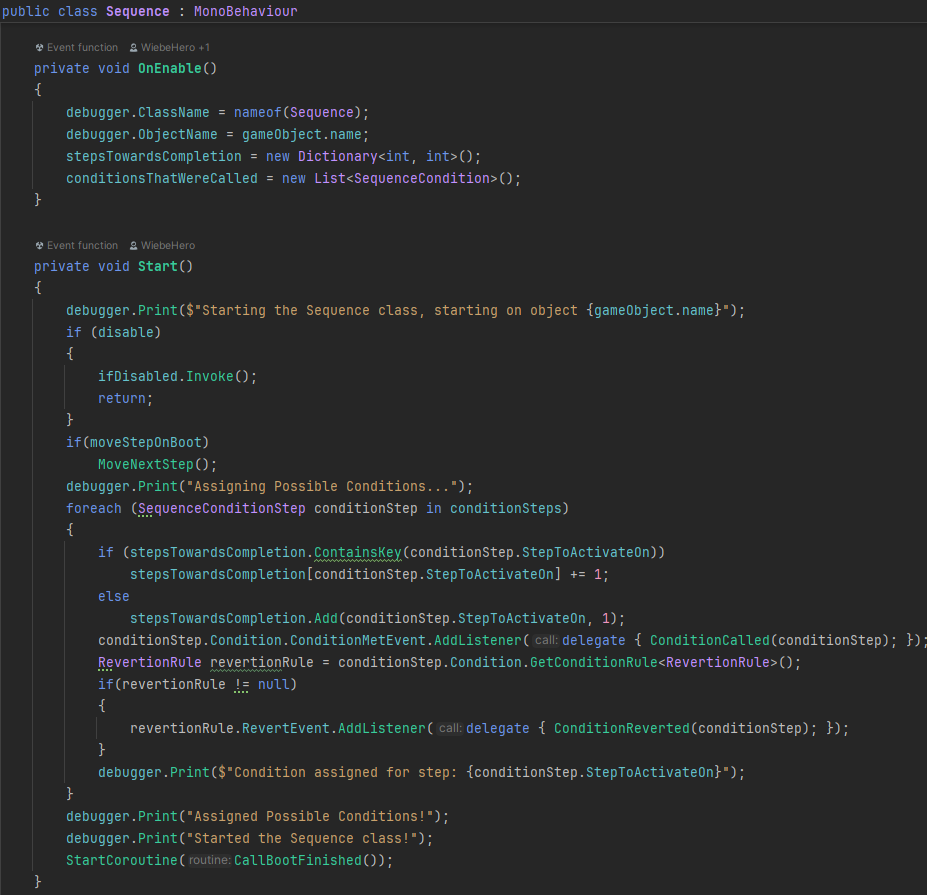 public class Sequence : MonoBehaviour
Event function WiebeHero +1
private void OnEnable()
{
debugger.ClassName = nameof(Sequence);
debugger.ObjectName = gameObject.name;
stepsTowardsCompletion = new Dictionary<int, int>();
conditionsThatWereCalled = new List<SequenceCondition>();
}
Event function WiebeHero
private void Start()
{
debugger.Print($"Starting the Sequence class, starting on object {gameObject.name}");
if (disable)
{
ifDisabled.Invoke();
return;
}
if(moveStepOnBoot)
MoveNextStep();
debugger.Print("Assigning Possible Conditions...");
foreach (SequenceConditionStep conditionStep in conditionSteps)
{
if (stepsTowardsCompletion.ContainsKey(conditionStep.StepToActivateOn))
stepsTowardsCompletion[conditionStep.StepToActivateOn] += 1;
else
stepsTowardsCompletion.Add(conditionStep.StepToActivateOn, 1);
conditionStep.Condition.ConditionMetEvent.AddListener( call: delegate { ConditionCalled(conditionStep); });
RevertionRule revertionRule = conditionStep.Condition.GetConditionRule<RevertionRule>();
if(revertionRule != null)
{
revertionRule.RevertEvent.AddListener( call: delegate { ConditionReverted(conditionStep); });
}
debugger.Print($"Condition assigned for step: {conditionStep.StepToActivateOn}");
}
debugger.Print("Assigned Possible Conditions!");
debugger.Print("Started the Sequence class!");
StartCoroutine( routine: CallBootFinished());
}